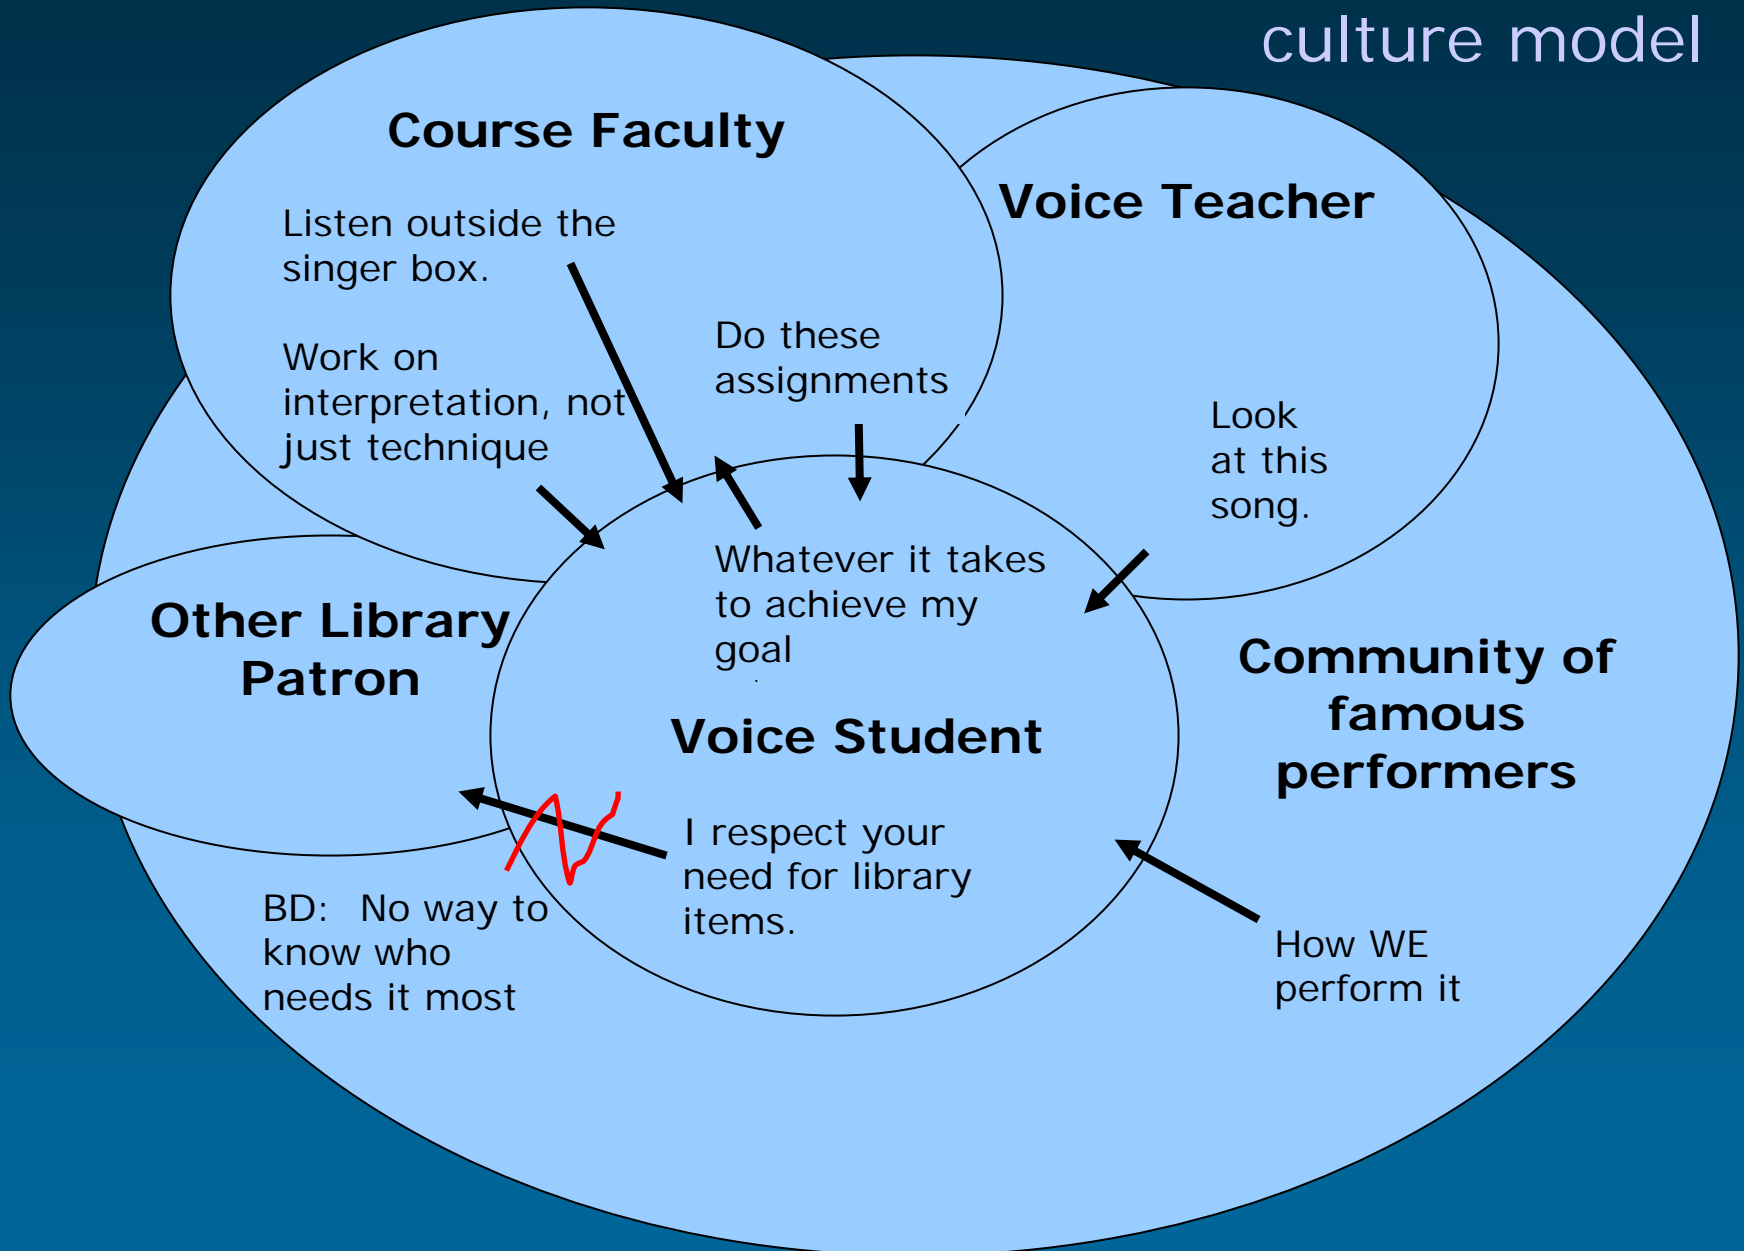 culture model
Course Faculty
Listen outside the
singer box.
Work on
interpretation, not
just technique
Do these
assignments
Voice Teacher
Look
at this
song.
Whatever it takes
to achieve my
goal
Other Library
Patron
Voice Student
Community of
famous
performers
I respect your
need for library
items.
BD: No way to
know who
needs it most
How WE
perform it